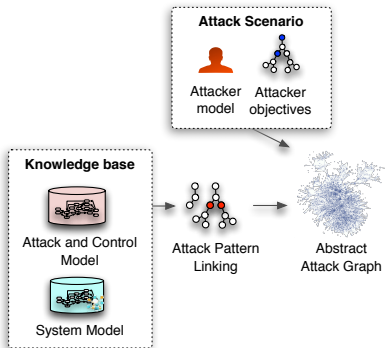 Attack Scenario
Attacker
model
Attacker
objectives
Knowledge base
Attack and Control
Model
System Model
Attack Pattern
Linking
Abstract
Attack Graph